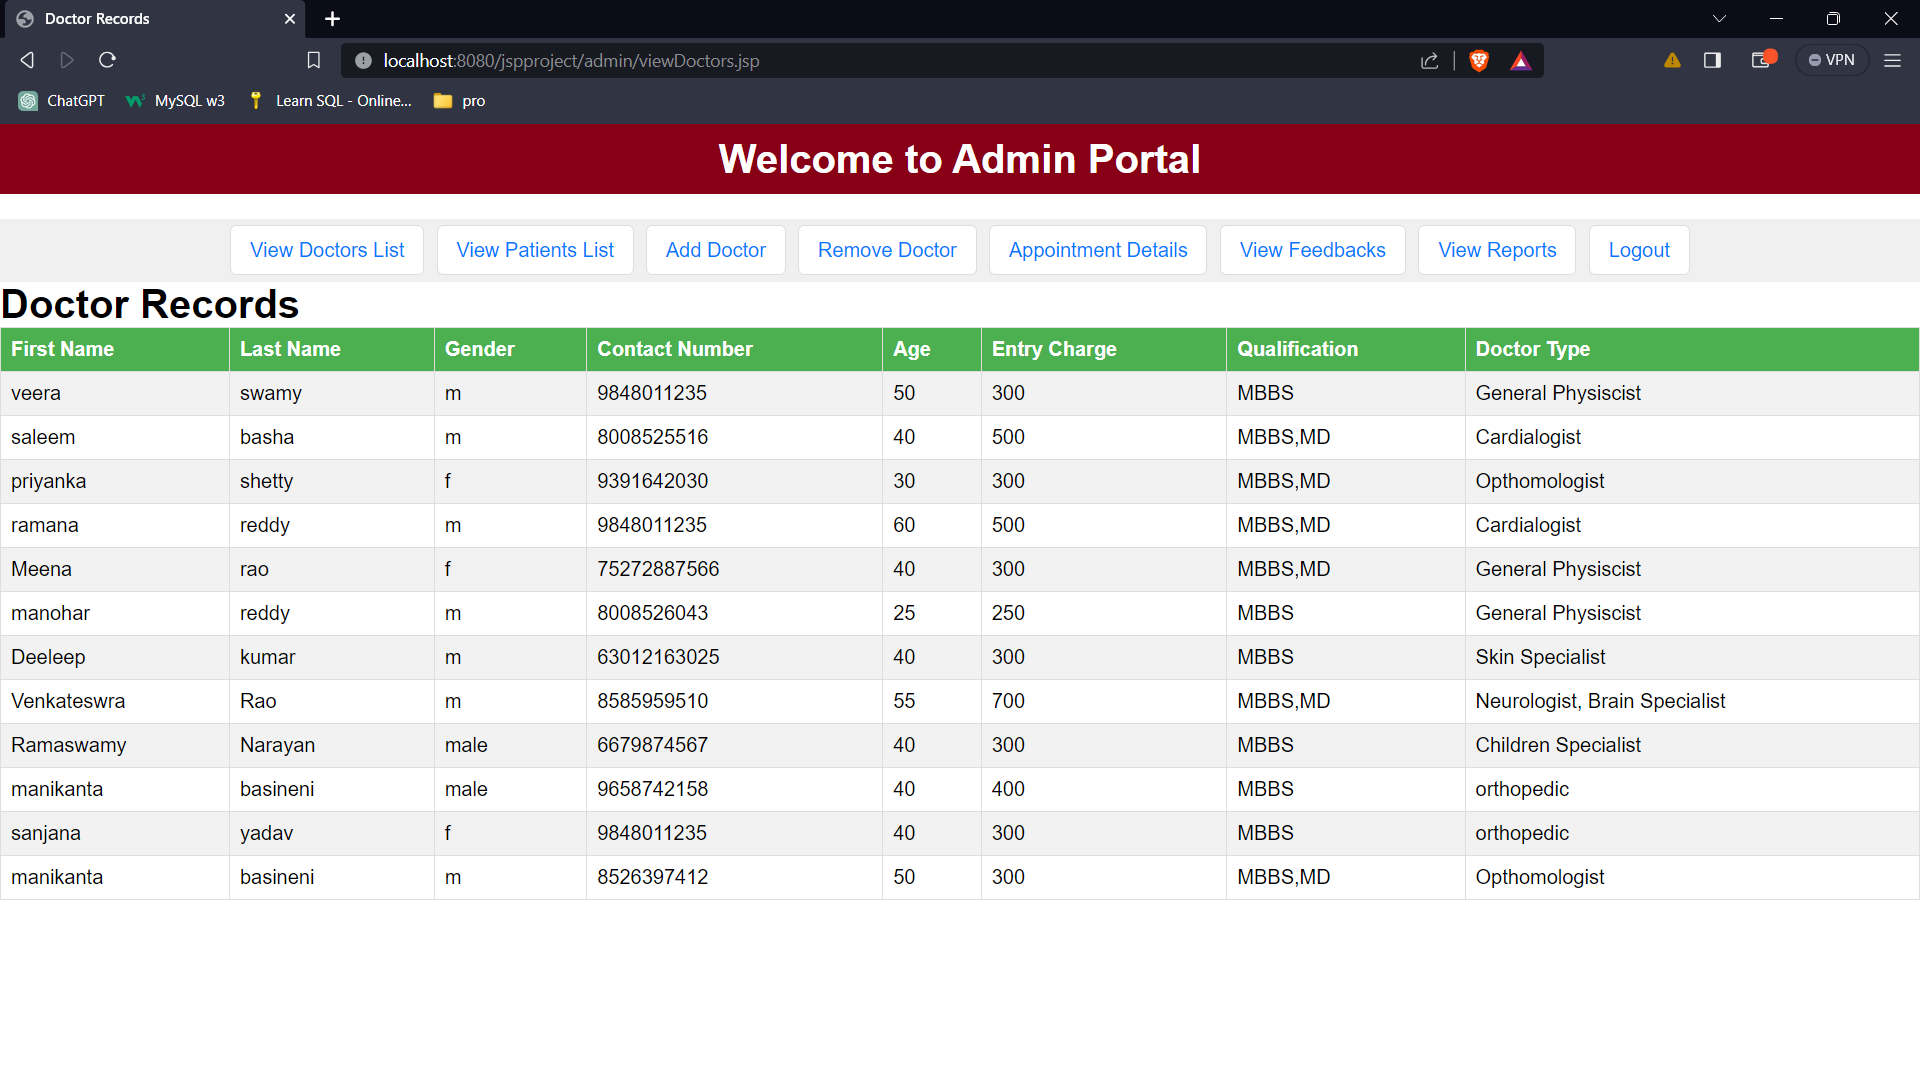 Doctor Records
localhost:8080/jspproject/admin/viewDoctors.jsp
VPN
ChatGPT MySQL w3 Learn SQL - Online... pro
Welcome to Admin Portal
View Doctors List View Patients List Add Doctor Remove Doctor Appointment Details View Feedbacks View Reports Logout
Doctor Records
First Name Last Name Gender Contact Number Age Entry Charge Qualification Doctor Type
veera swamy m 9848011235 50 300 MBBS General Physiscist
saleem basha m 8008525516 40 500 MBBS,MD Cardialogist
priyanka shetty f 9391642030 30 300 MBBS,MD Opthomologist
ramana reddy m 9848011235 60 500 MBBS,MD Cardialogist
Meena rao f 75272887566 40 300 MBBS,MD General Physiscist
manohar reddy m 8008526043 25 250 MBBS General Physiscist
Deeleep kumar m 63012163025 40 300 MBBS Skin Specialist
Venkateswra Rao m 8585959510 55 700 MBBS,MD Neurologist, Brain Specialist
Ramaswamy Narayan male 6679874567 40 300 MBBS Children Specialist
manikanta basineni male 9658742158 40 400 MBBS orthopedic
sanjana yadav f 9848011235 40 300 MBBS orthopedic
manikanta basineni m 8526397412 50 300 MBBS,MD Opthomologist